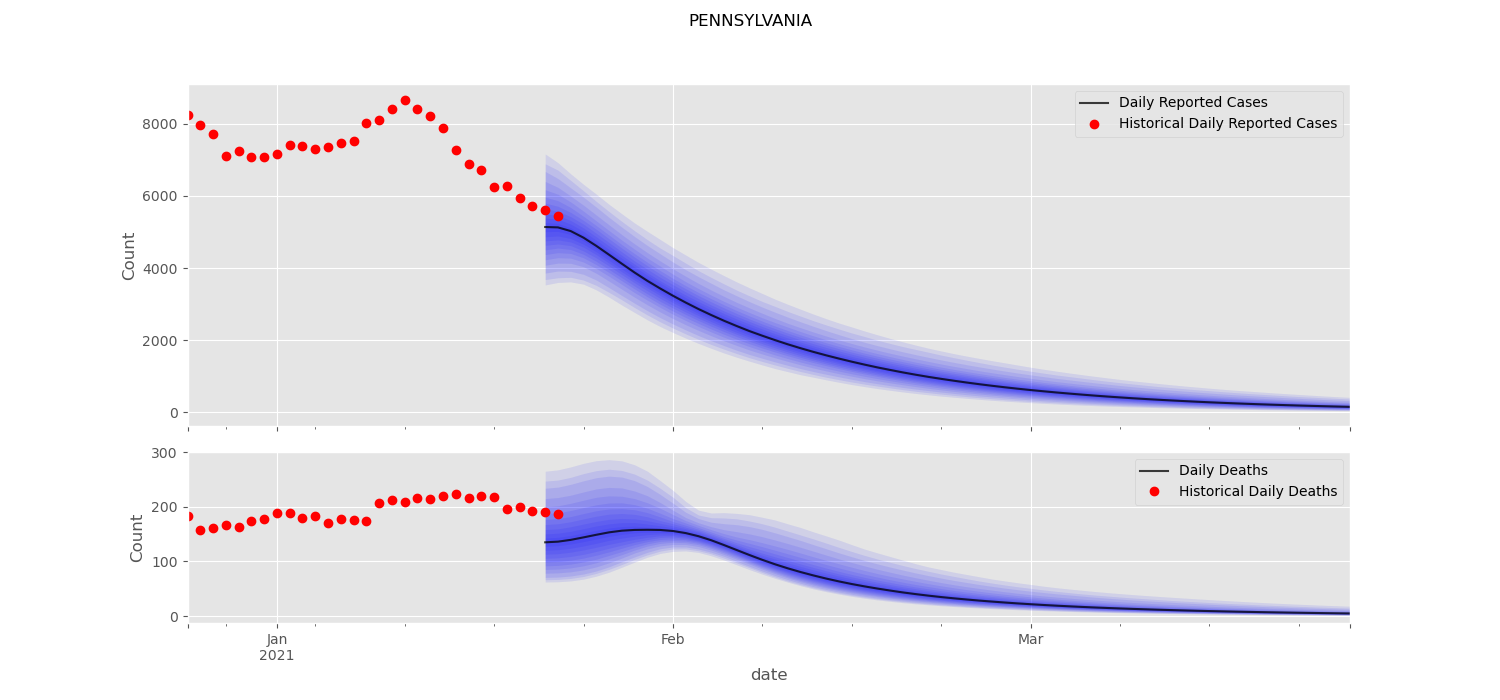 PENNSYLVANIA
Daily Reported Cases
Historical Daily Reported Cases
8000
6000
4000
2000
0
Count
Daily Deaths
Historical Daily Deaths
300
200
100
0
Count
Jan
2021
Feb
Mar
date